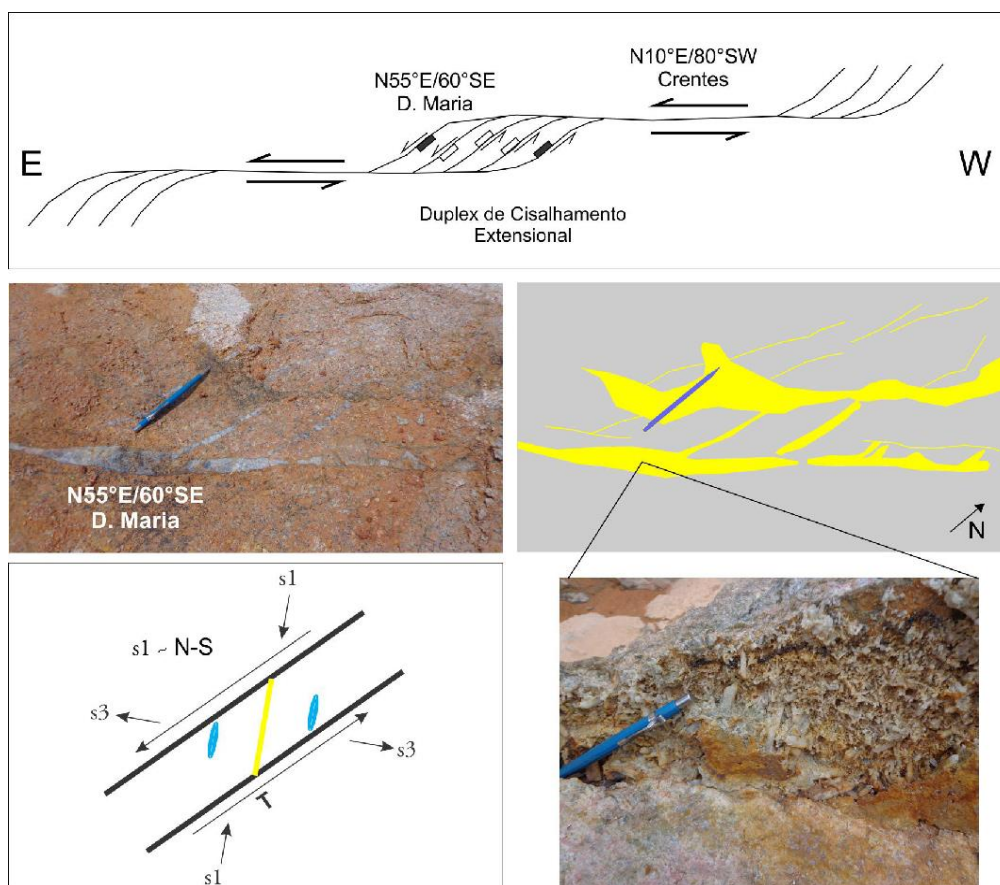 N55°E/60°SE
D. Maria
N10°E/80°SW
Crentes
E
W
Duplex de Cisalhamento
Extensional
N55°E/60°SE
D. Maria
N
s1
s1 ~ N-S
s3
s3
T
s1